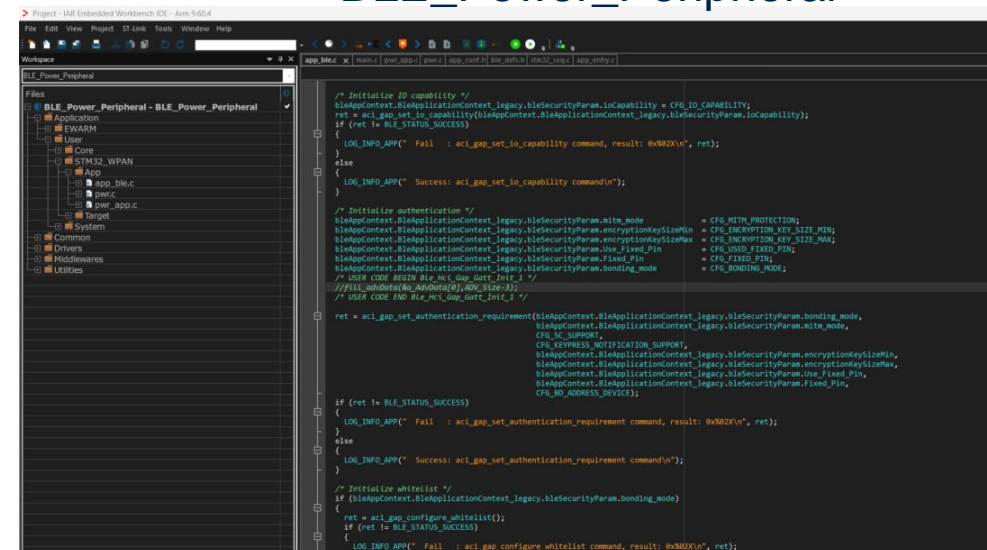 BLE_Power_Peripheral
Project - IAR Embedded Workbench IDE - Arm 9.60.4
File Edit View Project ST-Link Tools Window Help
Workspace
app_ble.c x main.c pwr_app.c pwr.c app_conf.h ble_defs.h stm32_seq.c app_entry.c
BLE_Power_Peripheral
Files
BLE_Power_Peripheral - BLE_Power_Peripheral
Application
EWARM
User
Core
STM32_WPAN
App
app_ble.c
pwr.c
pwr_app.c
Target
System
Common
Drivers
Middlewares
Utilities
/* Initialize IO capability */
bleAppContext.BleApplicationContext_legacy.bleSecurityParam.ioCapability = CFG_IO_CAPABILITY;
ret = aci_gap_set_io_capability(bleAppContext.BleApplicationContext_legacy.bleSecurityParam.ioCapability);
if (ret != BLE_STATUS_SUCCESS)
{
LOG_INFO_APP("  Fail   : aci_gap_set_io_capability command, result: 0x%02X\n", ret);
}
else
{
LOG_INFO_APP("  Success: aci_gap_set_io_capability command\n");
}
/* Initialize authentication */
bleAppContext.BleApplicationContext_legacy.bleSecurityParam.mitm_mode = CFG_MITM_PROTECTION;
bleAppContext.BleApplicationContext_legacy.bleSecurityParam.encryptionKeySizeMin = CFG_ENCRYPTION_KEY_SIZE_MIN;
bleAppContext.BleApplicationContext_legacy.bleSecurityParam.encryptionKeySizeMax = CFG_ENCRYPTION_KEY_SIZE_MAX;
bleAppContext.BleApplicationContext_legacy.bleSecurityParam.Use_Fixed_Pin = CFG_USED_FIXED_PIN;
bleAppContext.BleApplicationContext_legacy.bleSecurityParam.Fixed_Pin = CFG_FIXED_PIN;
bleAppContext.BleApplicationContext_legacy.bleSecurityParam.bonding_mode = CFG_BONDING_MODE;
/* USER CODE BEGIN Ble_Hci_Gap_Gatt_Init_1 */
//fill_advData(&a_AdvData[0],ADV_Size-3);
/* USER CODE END Ble_Hci_Gap_Gatt_Init_1 */
ret = aci_gap_set_authentication_requirement(bleAppContext.BleApplicationContext_legacy.bleSecurityParam.bonding_mode,
bleAppContext.BleApplicationContext_legacy.bleSecurityParam.mitm_mode,
CFG_SC_SUPPORT,
CFG_KEYPRESS_NOTIFICATION_SUPPORT,
bleAppContext.BleApplicationContext_legacy.bleSecurityParam.encryptionKeySizeMin,
bleAppContext.BleApplicationContext_legacy.bleSecurityParam.encryptionKeySizeMax,
bleAppContext.BleApplicationContext_legacy.bleSecurityParam.Use_Fixed_Pin,
bleAppContext.BleApplicationContext_legacy.bleSecurityParam.Fixed_Pin,
CFG_BD_ADDRESS_DEVICE);
if (ret != BLE_STATUS_SUCCESS)
{
LOG_INFO_APP("  Fail   : aci_gap_set_authentication_requirement command, result: 0x%02X\n", ret);
}
else
{
LOG_INFO_APP("  Success: aci_gap_set_authentication_requirement command\n");
}
/* Initialize whitelist */
if (bleAppContext.BleApplicationContext_legacy.bleSecurityParam.bonding_mode)
{
ret = aci_gap_configure_whitelist();
if (ret != BLE_STATUS_SUCCESS)
{
LOG_INFO_APP("  Fail   : aci_gap_configure_whitelist command, result: 0x%02X\n", ret);